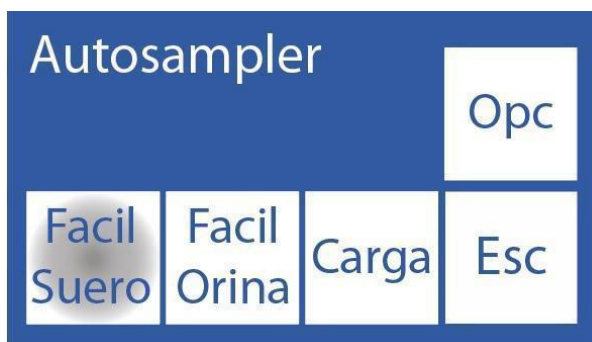 Autosampler
Opc
Facil
Suero
Facil
Orina
Carga
Esc